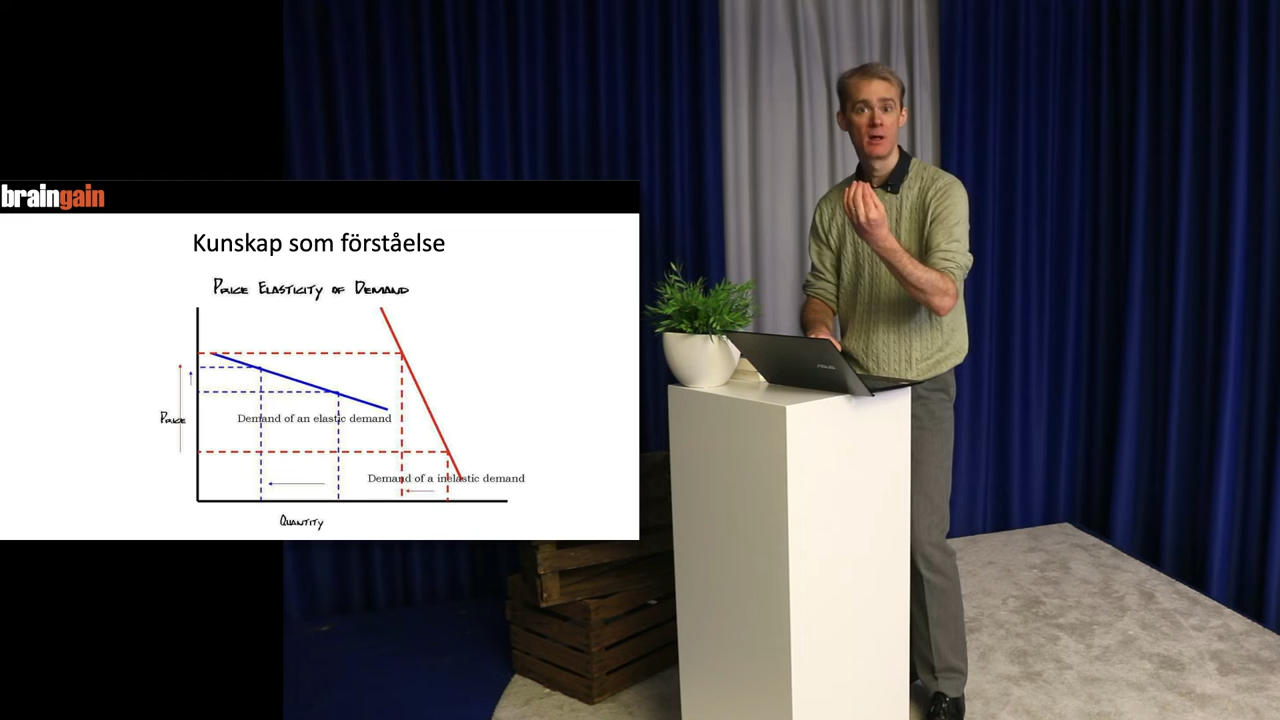 braingain
Kunskap som förståelse
Price Elasticity of Demand
Price
Demand of an elastic demand
Demand of a inelastic demand
Quantity
ASUS